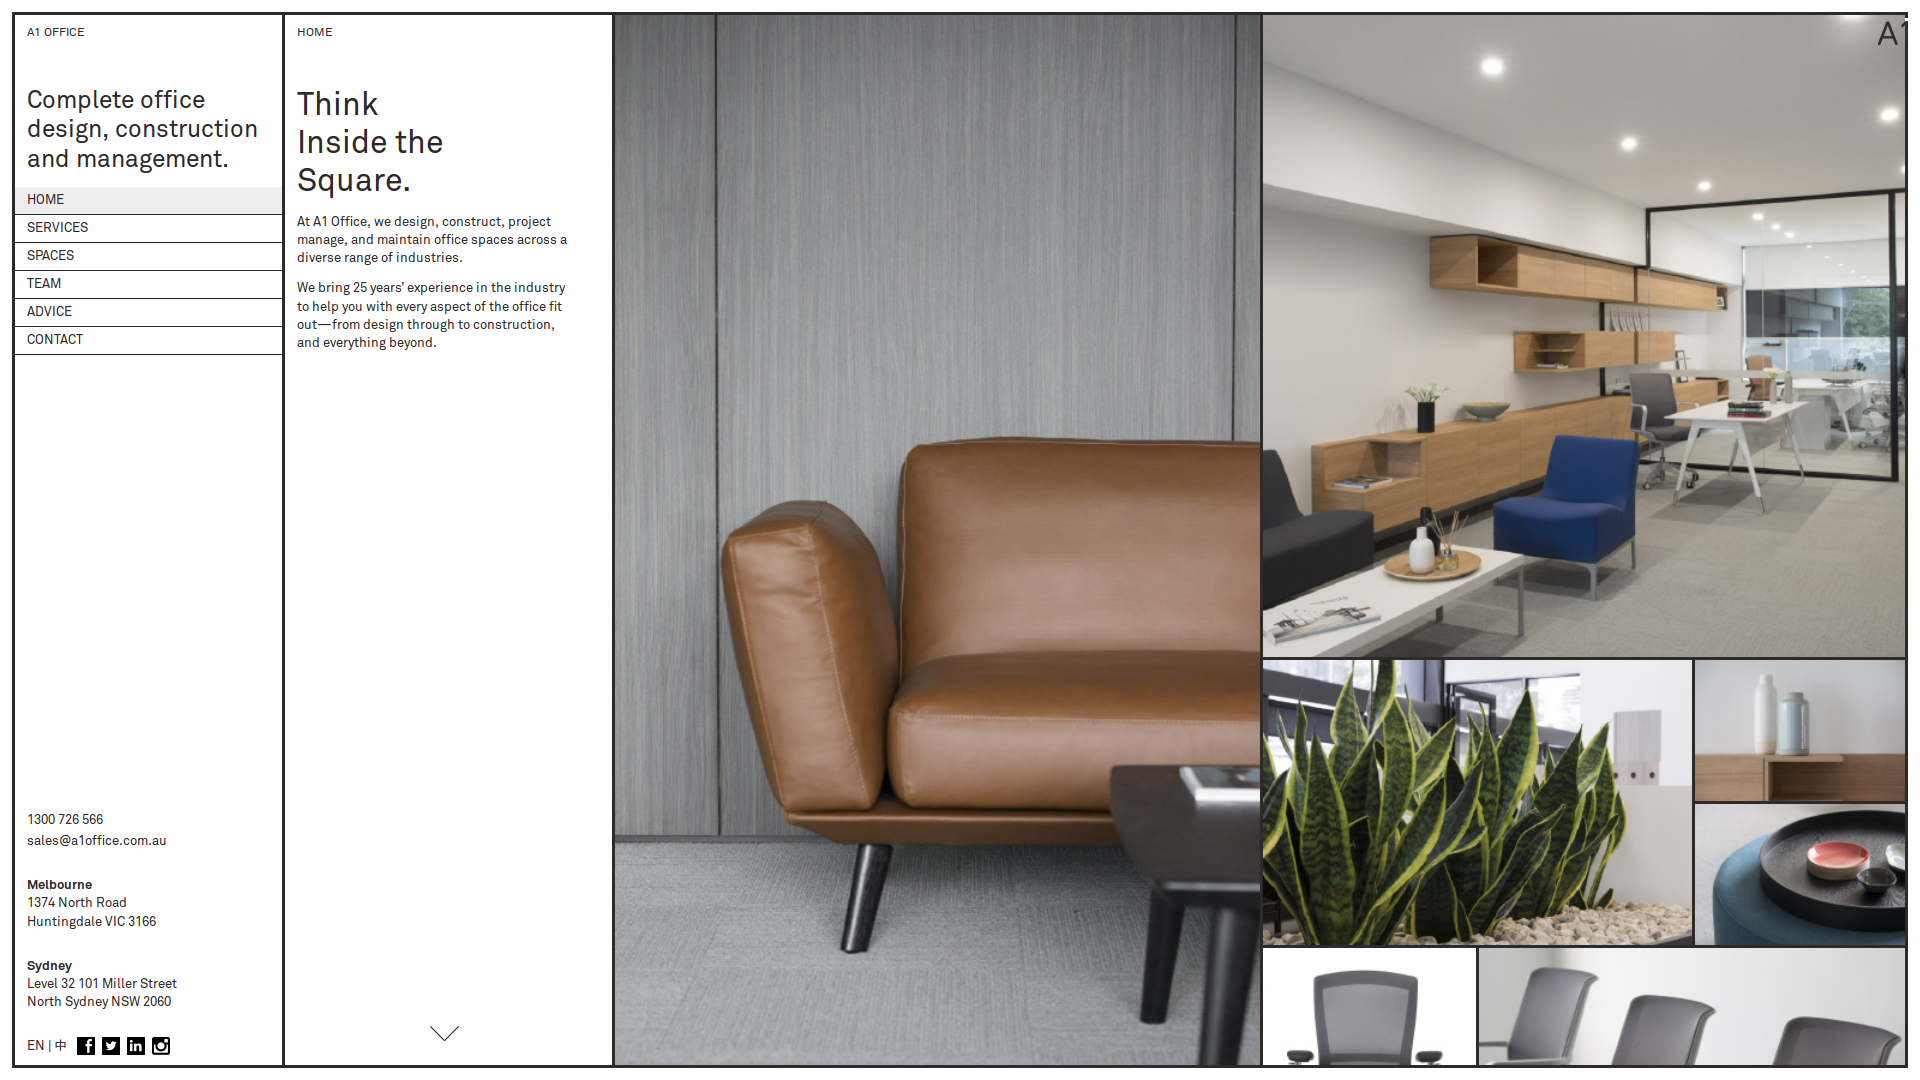 A1 OFFICE
Complete office
design, construction
and management.
HOME
SERVICES
SPACES
TEAM
ADVICE
CONTACT
1300 726 566
sales@a1office.com.au
Melbourne
1374 North Road
Huntingdale VIC 3166
Sydney
Level 32 101 Miller Street
North Sydney NSW 2060
EN | 中
HOME
Think
Inside the
Square.
At A1 Office, we design, construct, project
manage, and maintain office spaces across a
diverse range of industries.
We bring 25 years’ experience in the industry
to help you with every aspect of the office fit
out—from design through to construction,
and everything beyond.
A1